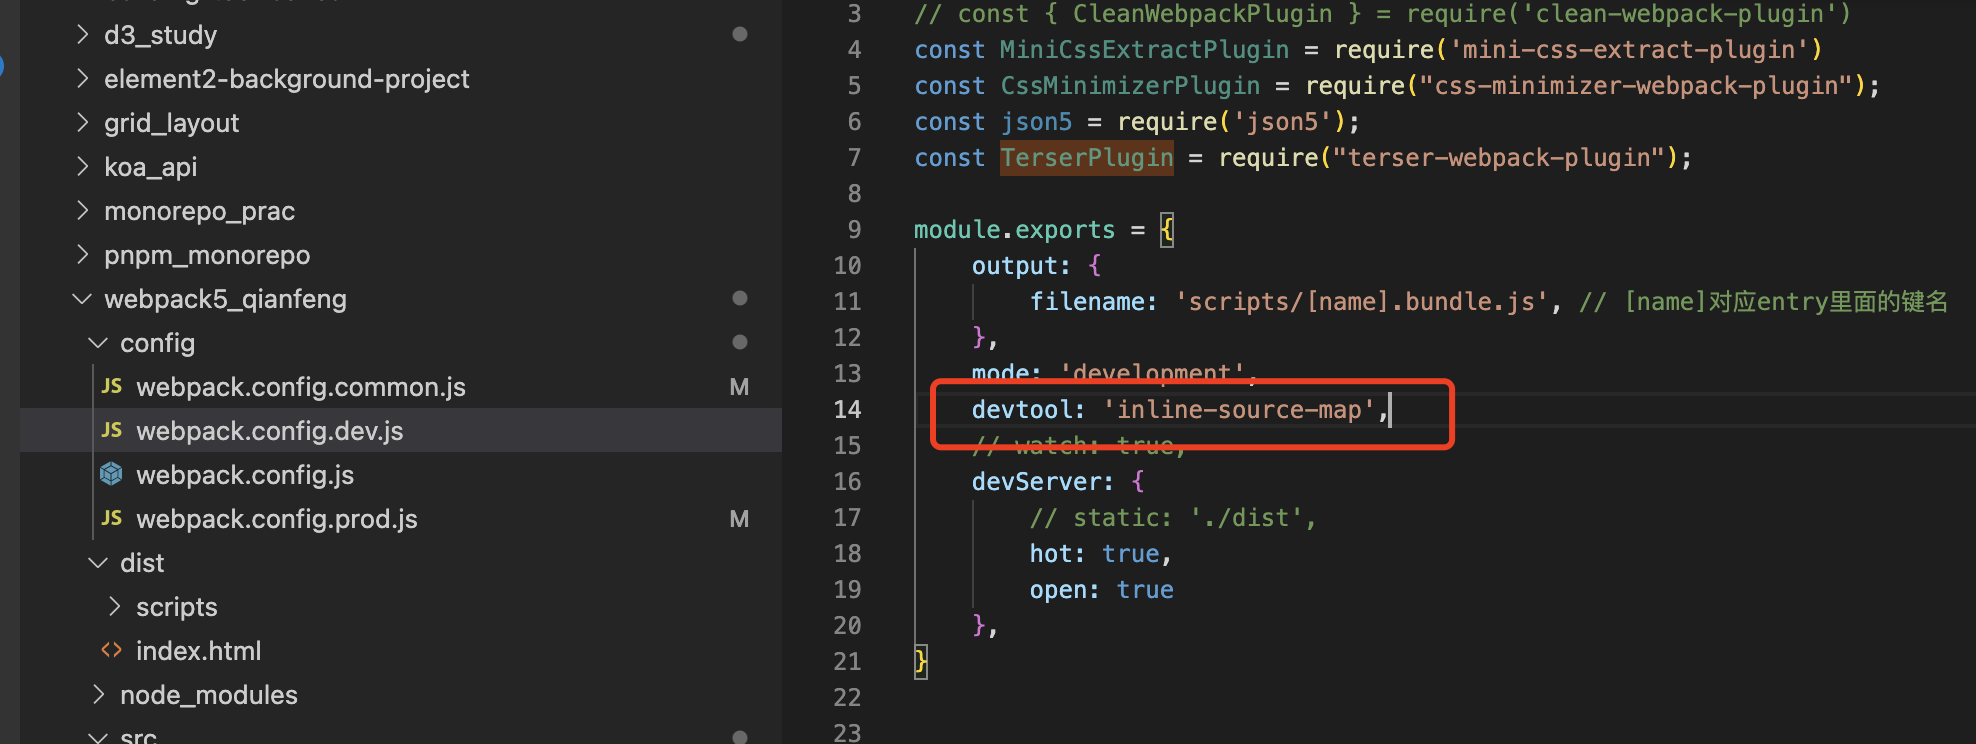 d3_study
element2-background-project
grid_layout
koa_api
monorepo_prac
pnpm_monorepo
webpack5_qianfeng
config
JS webpack.config.common.js M
JS webpack.config.dev.js
webpack.config.js
JS webpack.config.prod.js M
dist
scripts
<> index.html
node_modules
src
3 // const { CleanWebpackPlugin } = require('clean-webpack-plugin')
4 const MiniCssExtractPlugin = require('mini-css-extract-plugin')
5 const CssMinimizerPlugin = require("css-minimizer-webpack-plugin");
6 const json5 = require('json5');
7 const TerserPlugin = require("terser-webpack-plugin");
8
9 module.exports = {
10 output: {
11 filename: 'scripts/[name].bundle.js', // [name]对应entry里面的键名
12 },
13 mode: 'development',
14 devtool: 'inline-source-map',
15 // watch: true,
16 devServer: {
17 // static: './dist',
18 hot: true,
19 open: true
20 },
21 }
22
23